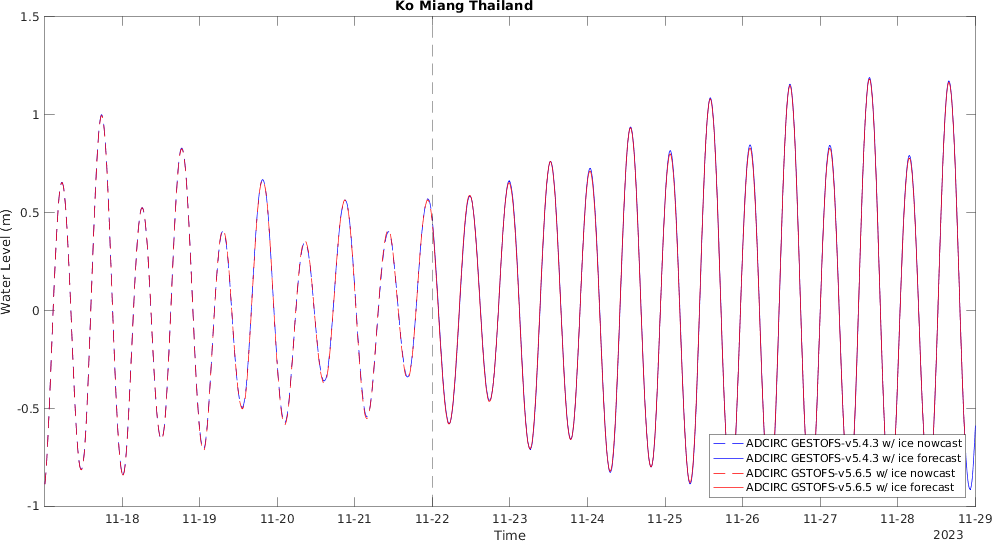 Ko Miang Thailand
1.5
1
0.5
0
-0.5
-1
Water Level (m)
ADCIRC GESTOFS-v5.4.3 w/ ice nowcast
ADCIRC GESTOFS-v5.4.3 w/ ice forecast
ADCIRC GSTOFS-v5.6.5 w/ ice nowcast
ADCIRC GSTOFS-v5.6.5 w/ ice forecast
11-18 11-19 11-20 11-21 11-22 11-23 11-24 11-25 11-26 11-27 11-28 11-29
Time
2023